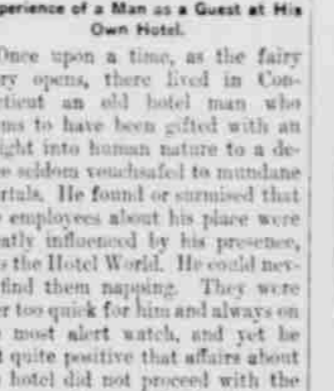 perience of a Man as a Guest at His
Own Hotel.
Once upon a time, as the fairy
ry opens, there lived in Con-
cticut an old hotel man who
ms to have been gifted with an
ight into human nature to a de-
e seldom vouchsafed to mundane
rtals. He found or surmised that
employees about his place were
atly influenced by his presence,
s the Hotel World. He could nev-
find them napping. They were
er too quick for him and always on
most alert watch, and yet he
t quite positive that affairs about
hotel did not proceed with the